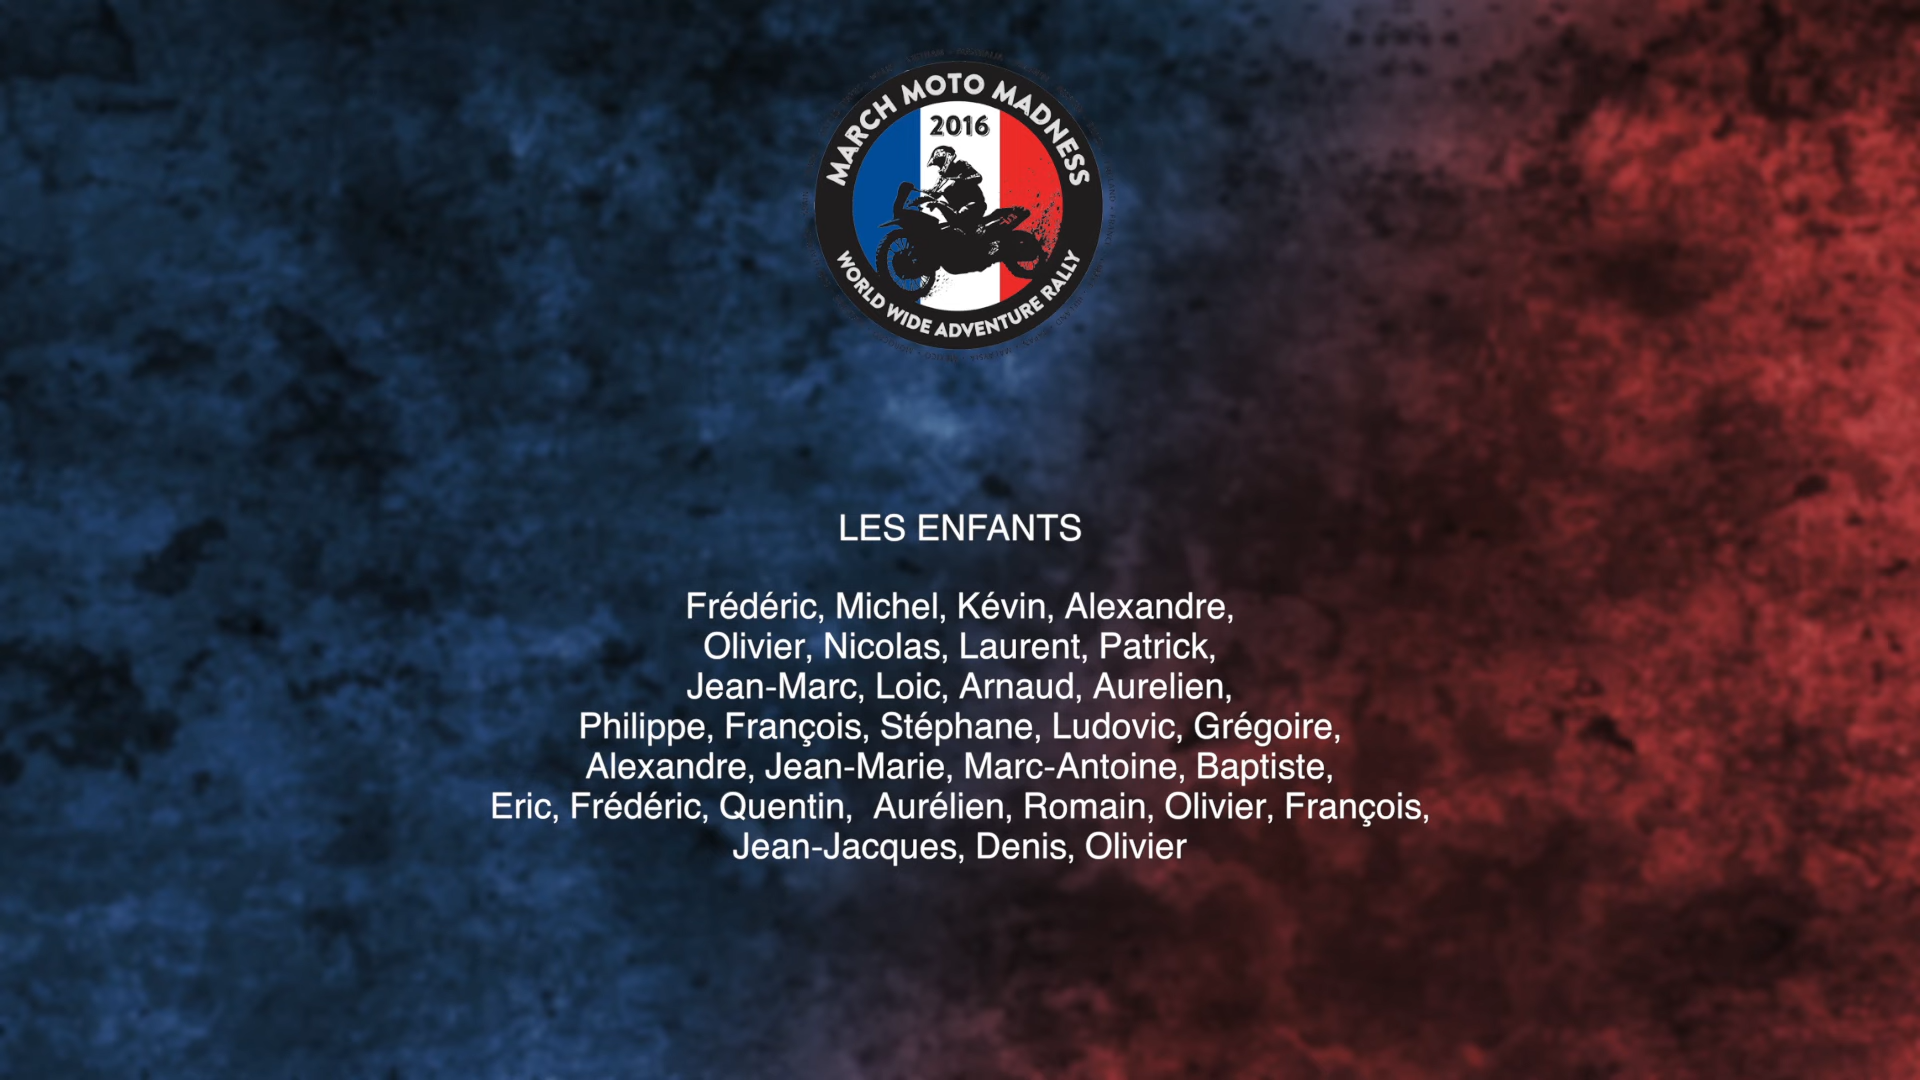 MARCH MOTO MADNESS
2016
WORLD WIDE ADVENTURE RALLY
LES ENFANTS
Frédéric, Michel, Kévin, Alexandre,
Olivier, Nicolas, Laurent, Patrick,
Jean-Marc, Loic, Arnaud, Aurelien,
Philippe, François, Stéphane, Ludovic, Grégoire,
Alexandre, Jean-Marie, Marc-Antoine, Baptiste,
Eric, Frédéric, Quentin,  Aurélien, Romain, Olivier, François,
Jean-Jacques, Denis, Olivier